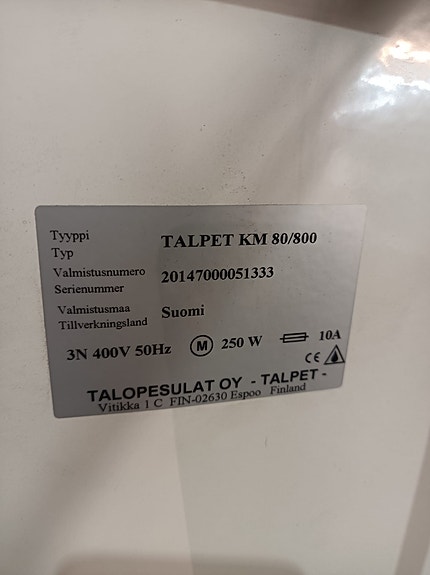 Tyyppi
Typ
TALPET KM 80/800
Valmistusnumero
Serienummer
20147000051333
Valmistusmaa
Tillverkningsland
Suomi
3N 400V 50Hz M 250 W 10A
CE
TALOPESULAT OY - TALPET -
Vitikka 1 C FIN-02630 Espoo Finland